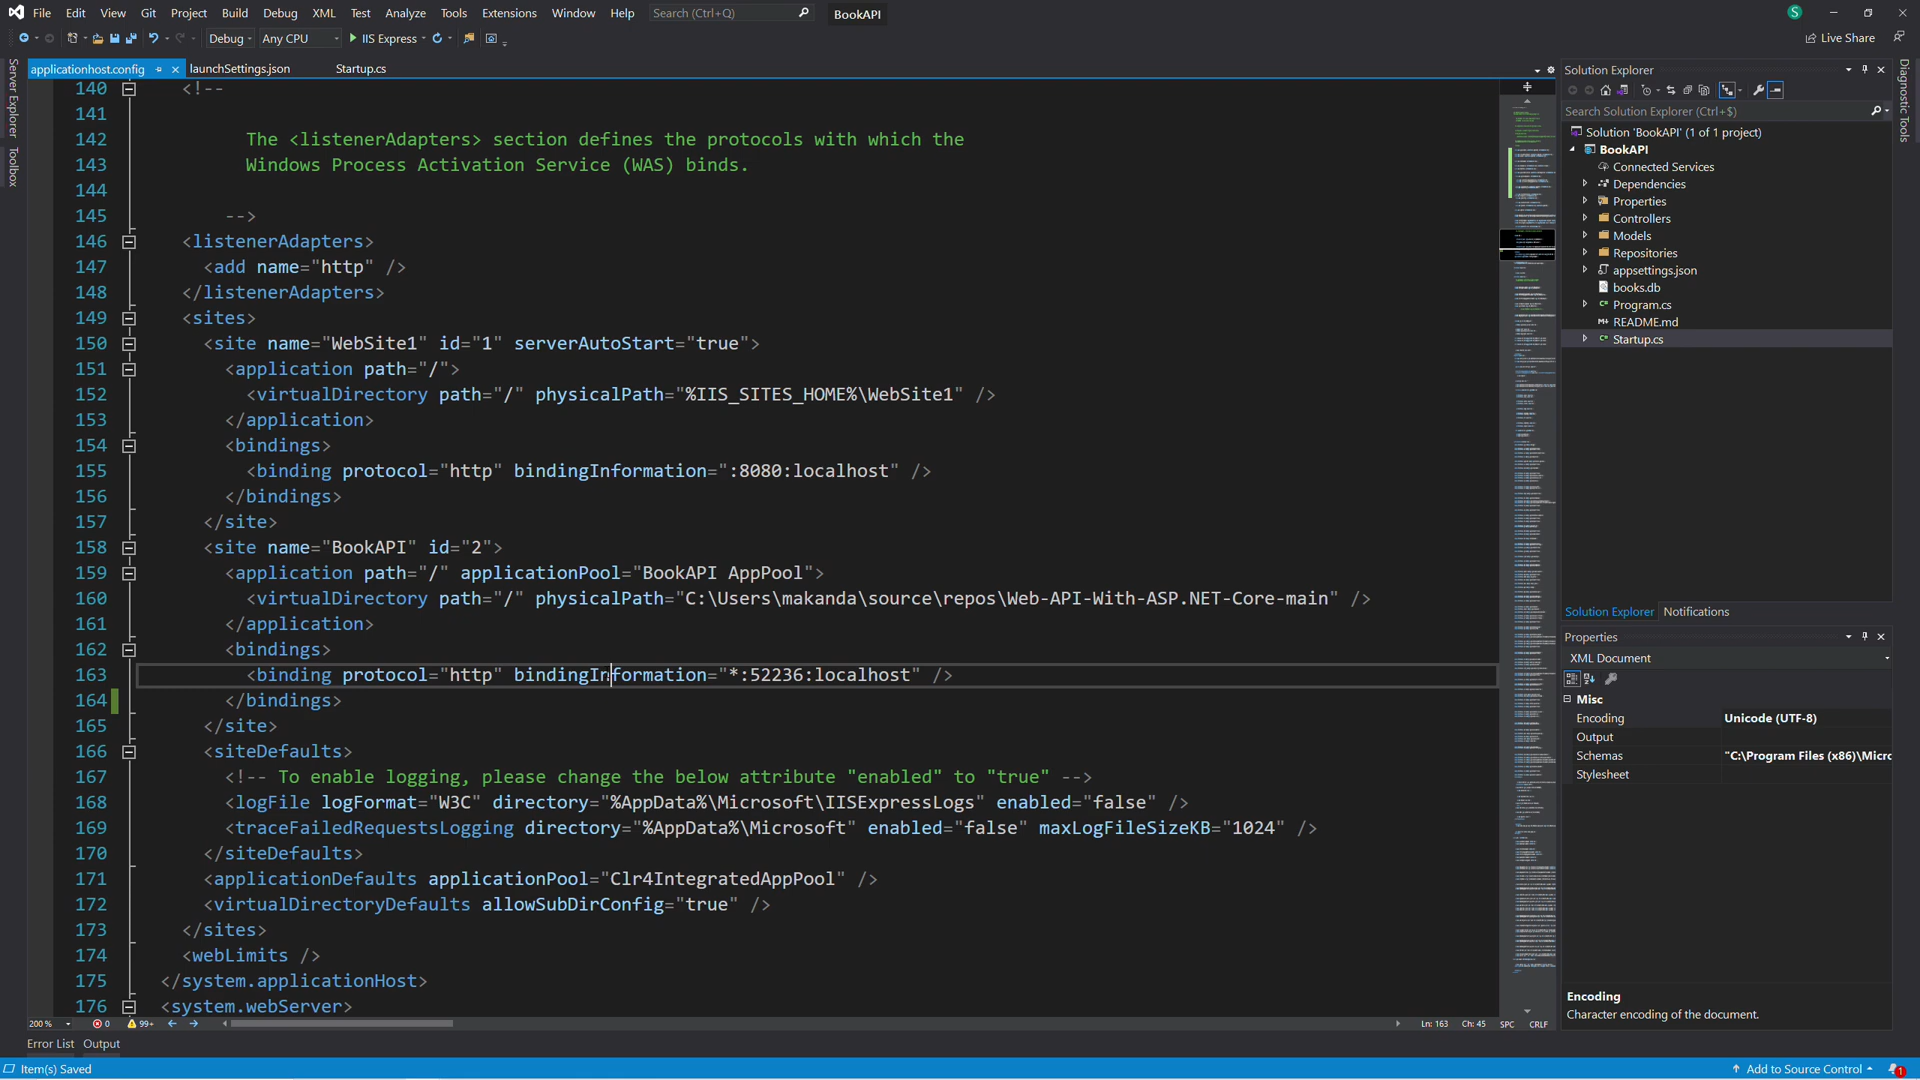 File Edit View Git Project Build Debug XML Test Analyze Tools Extensions Window Help Search (Ctrl+Q) BookAPI S
Debug Any CPU IIS Express Live Share
applicationhost.config launchSettings.json Startup.cs
Server Explorer
Toolbox
140 <!--
141
142 The <listenerAdapters> section defines the protocols with which the
143 Windows Process Activation Service (WAS) binds.
144
145 -->
146 <listenerAdapters>
147 <add name="http" />
148 </listenerAdapters>
149 <sites>
150 <site name="WebSite1" id="1" serverAutoStart="true">
151 <application path="/">
152 <virtualDirectory path="/" physicalPath="%IIS_SITES_HOME%\WebSite1" />
153 </application>
154 <bindings>
155 <binding protocol="http" bindingInformation=":8080:localhost" />
156 </bindings>
157 </site>
158 <site name="BookAPI" id="2">
159 <application path="/" applicationPool="BookAPI AppPool">
160 <virtualDirectory path="/" physicalPath="C:\Users\makanda\source\repos\Web-API-With-ASP.NET-Core-main" />
161 </application>
162 <bindings>
163 <binding protocol="http" bindingInformation="*:52236:localhost" />
164 </bindings>
165 </site>
166 <siteDefaults>
167 <!-- To enable logging, please change the below attribute "enabled" to "true" -->
168 <logFile logFormat="W3C" directory="%AppData%\Microsoft\IISExpressLogs" enabled="false" />
169 <traceFailedRequestsLogging directory="%AppData%\Microsoft" enabled="false" maxLogFileSizeKB="1024" />
170 </siteDefaults>
171 <applicationDefaults applicationPool="Clr4IntegratedAppPool" />
172 <virtualDirectoryDefaults allowSubDirConfig="true" />
173 </sites>
174 <webLimits />
175 </system.applicationHost>
176 <system.webServer>
200 % 0 99+ Ln: 163 Ch: 45 SPC CRLF
Solution Explorer
Search Solution Explorer (Ctrl+$)
Solution 'BookAPI' (1 of 1 project)
BookAPI
Connected Services
Dependencies
Properties
Controllers
Models
Repositories
appsettings.json
books.db
Program.cs
README.md
Startup.cs
Solution Explorer Notifications
Properties
XML Document
Misc
Encoding Unicode (UTF-8)
Output
Schemas "C:\Program Files (x86)\Micro
Stylesheet
Encoding
Character encoding of the document.
Diagnostic Tools
Error List Output
Item(s) Saved Add to Source Control 1